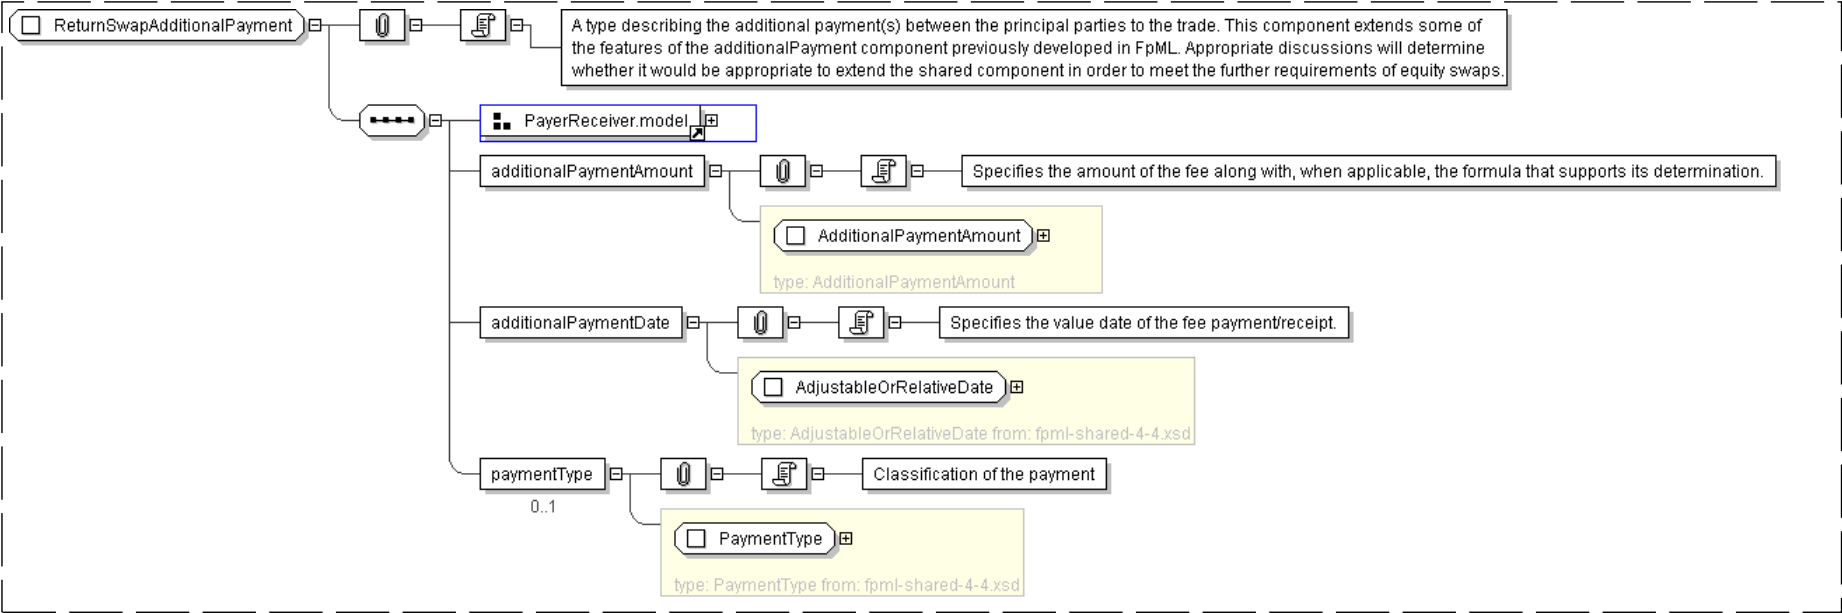 ReturnSwapAdditionalPayment
A type describing the additional payment(s) between the principal parties to the trade. This component extends some of
the features of the additionalPayment component previously developed in FpML. Appropriate discussions will determine
whether it would be appropriate to extend the shared component in order to meet the further requirements of equity swaps.
PayerReceiver.model
additionalPaymentAmount
Specifies the amount of the fee along with, when applicable, the formula that supports its determination.
AdditionalPaymentAmount
type: AdditionalPaymentAmount
additionalPaymentDate
Specifies the value date of the fee payment/receipt.
AdjustableOrRelativeDate
type: AdjustableOrRelativeDate from: fpml-shared-4-4.xsd
paymentType
Classification of the payment
0..1
PaymentType
type: PaymentType from: fpml-shared-4-4.xsd